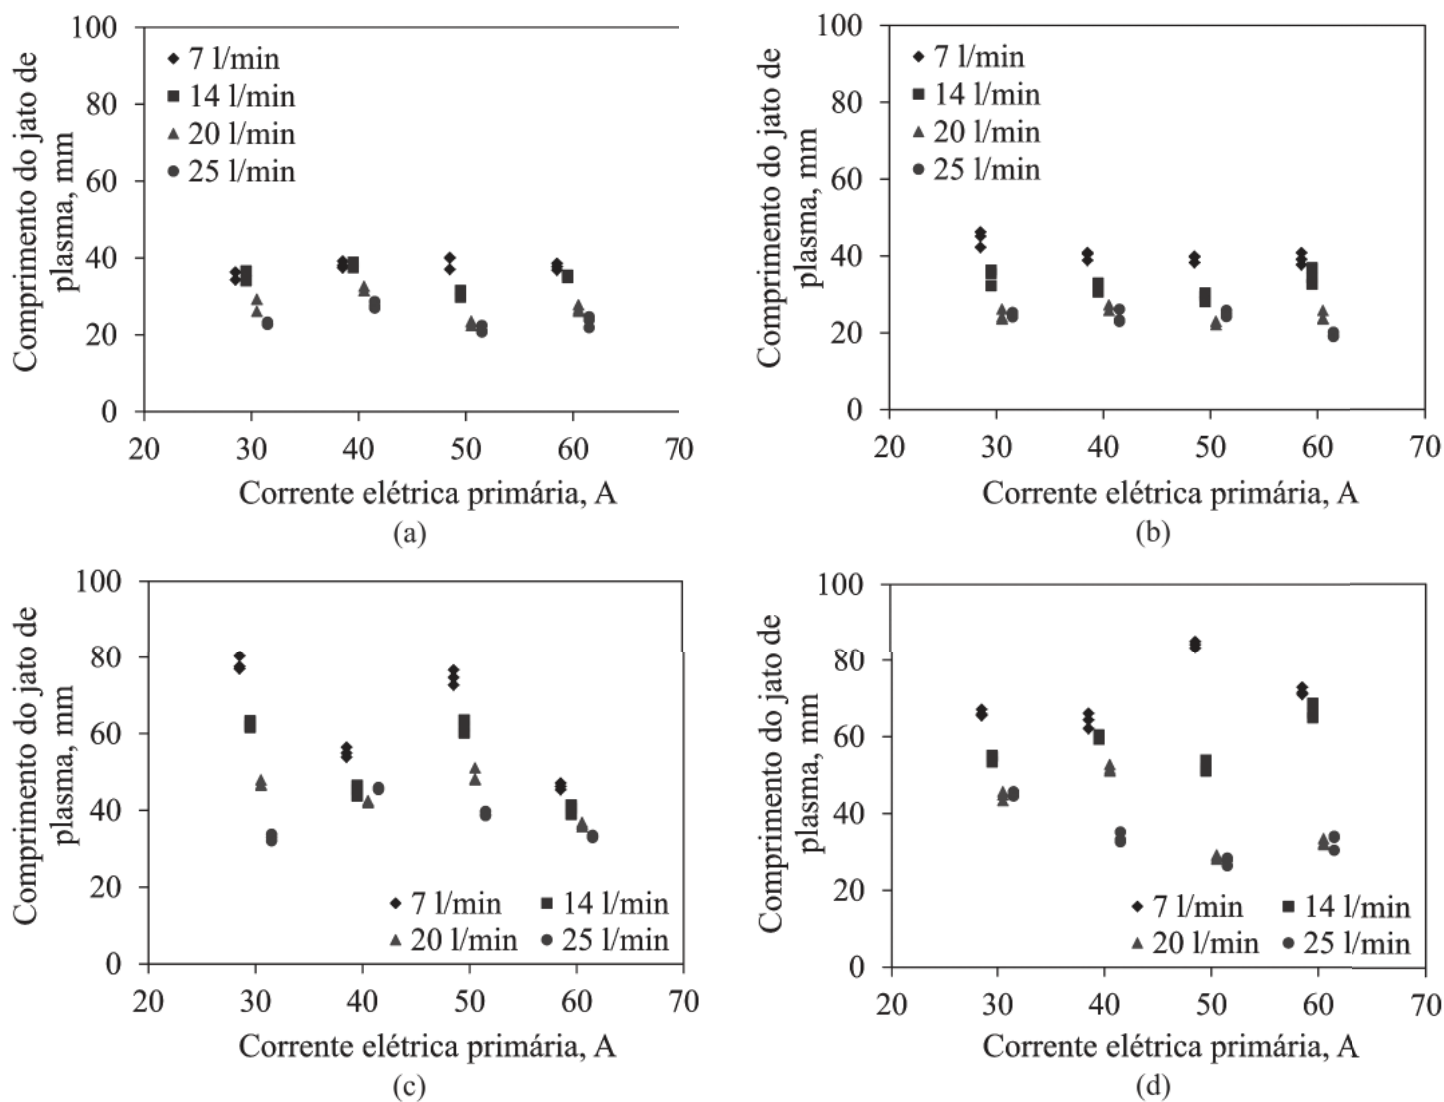 Comprimento do jato de
plasma, mm
100
80
60
40
20
0
7 l/min
14 l/min
20 l/min
25 l/min
20 30 40 50 60 70
Corrente elétrica primária, A
(a)
Comprimento do jato de
plasma, mm
100
80
60
40
20
0
7 l/min
14 l/min
20 l/min
25 l/min
20 30 40 50 60 70
Corrente elétrica primária, A
(b)
Comprimento do jato de
plasma, mm
100
80
60
40
20
0
7 l/min 14 l/min
20 l/min 25 l/min
20 30 40 50 60 70
Corrente elétrica primária, A
(c)
Comprimento do jato de
plasma, mm
100
80
60
40
20
0
7 l/min 14 l/min
20 l/min 25 l/min
20 30 40 50 60 70
Corrente elétrica primária, A
(d)